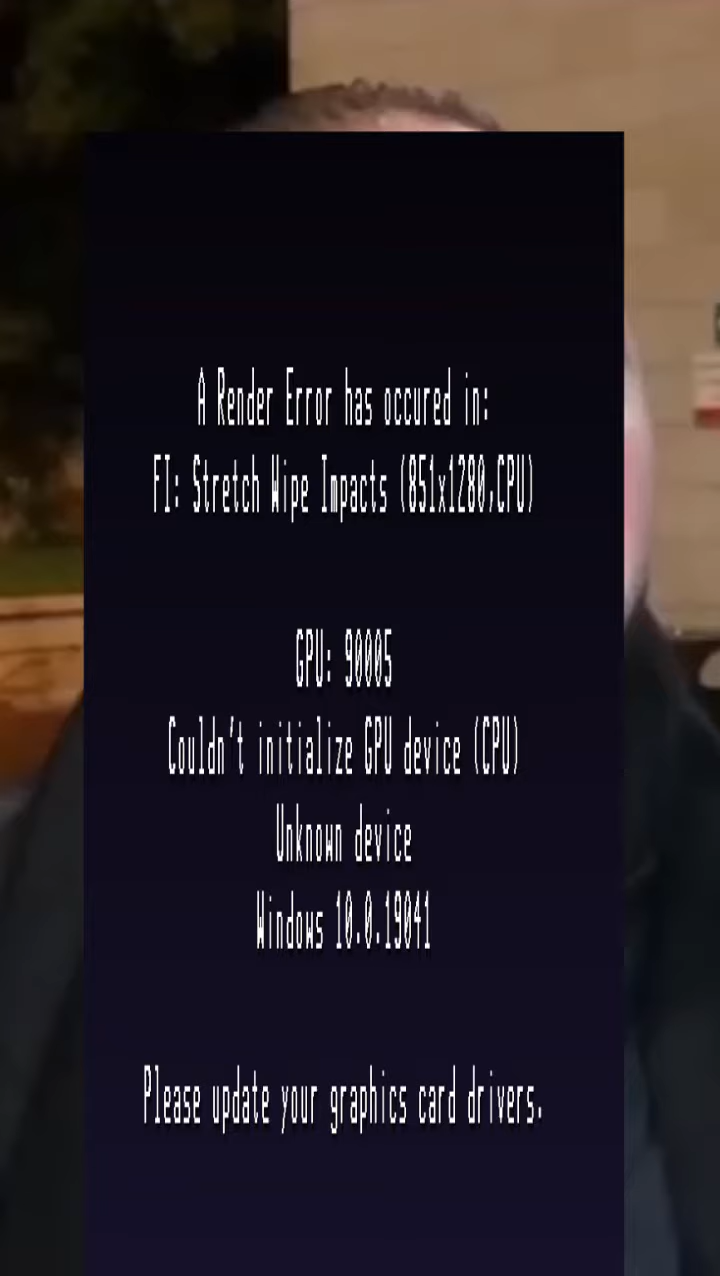 A Render Error has occured in:
FI: Stretch Wipe Impacts (851x1280,CPU)
GPU: 90005
Couldn't initialize GPU device (CPU)
Unknown device
Windows 10.0.19041
Please update your graphics card drivers.